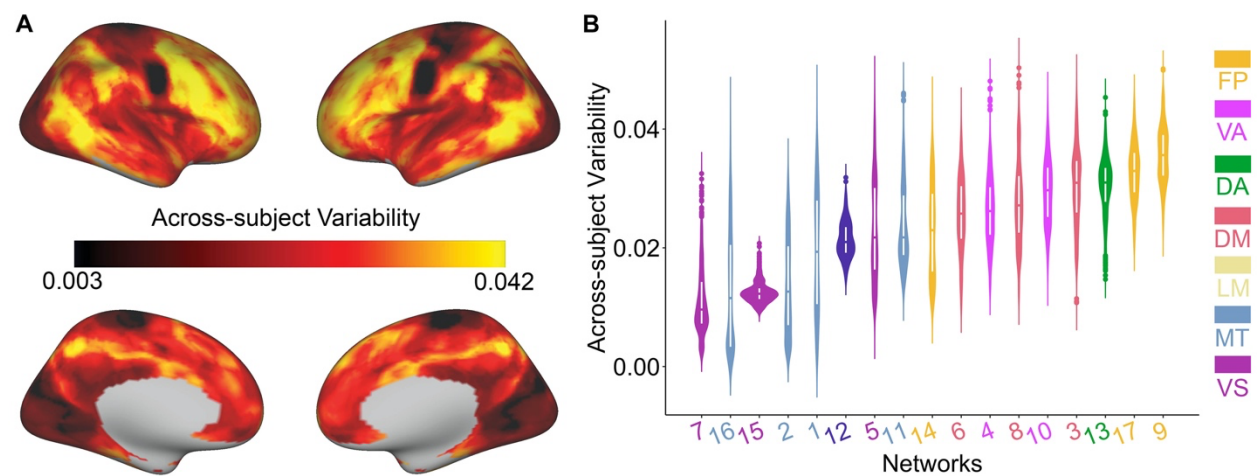 A
Across-subject Variability
0.003
0.042
B
Across-subject Variability
0.04
0.02
0.00
7 16 15 2 1 12 5 11 14 6 4 8 10 3 13 17 9
Networks
FP
VA
DA
DM
LM
MT
VS